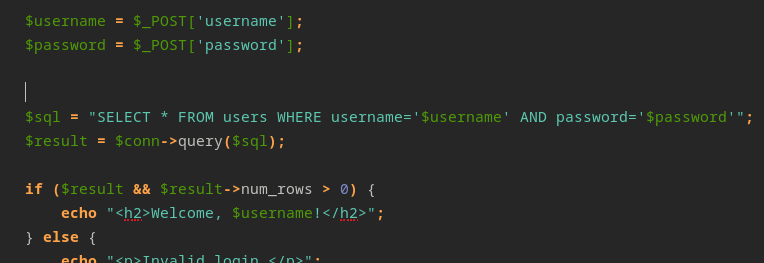 $username = $_POST['username'];
$password = $_POST['password'];
$sql = "SELECT * FROM users WHERE username='$username' AND password='$password'";
$result = $conn->query($sql);
if ($result && $result->num_rows > 0) {
    echo "<h2>Welcome, $username!</h2>";
} else {
    echo "<p>Invalid login.</p>";